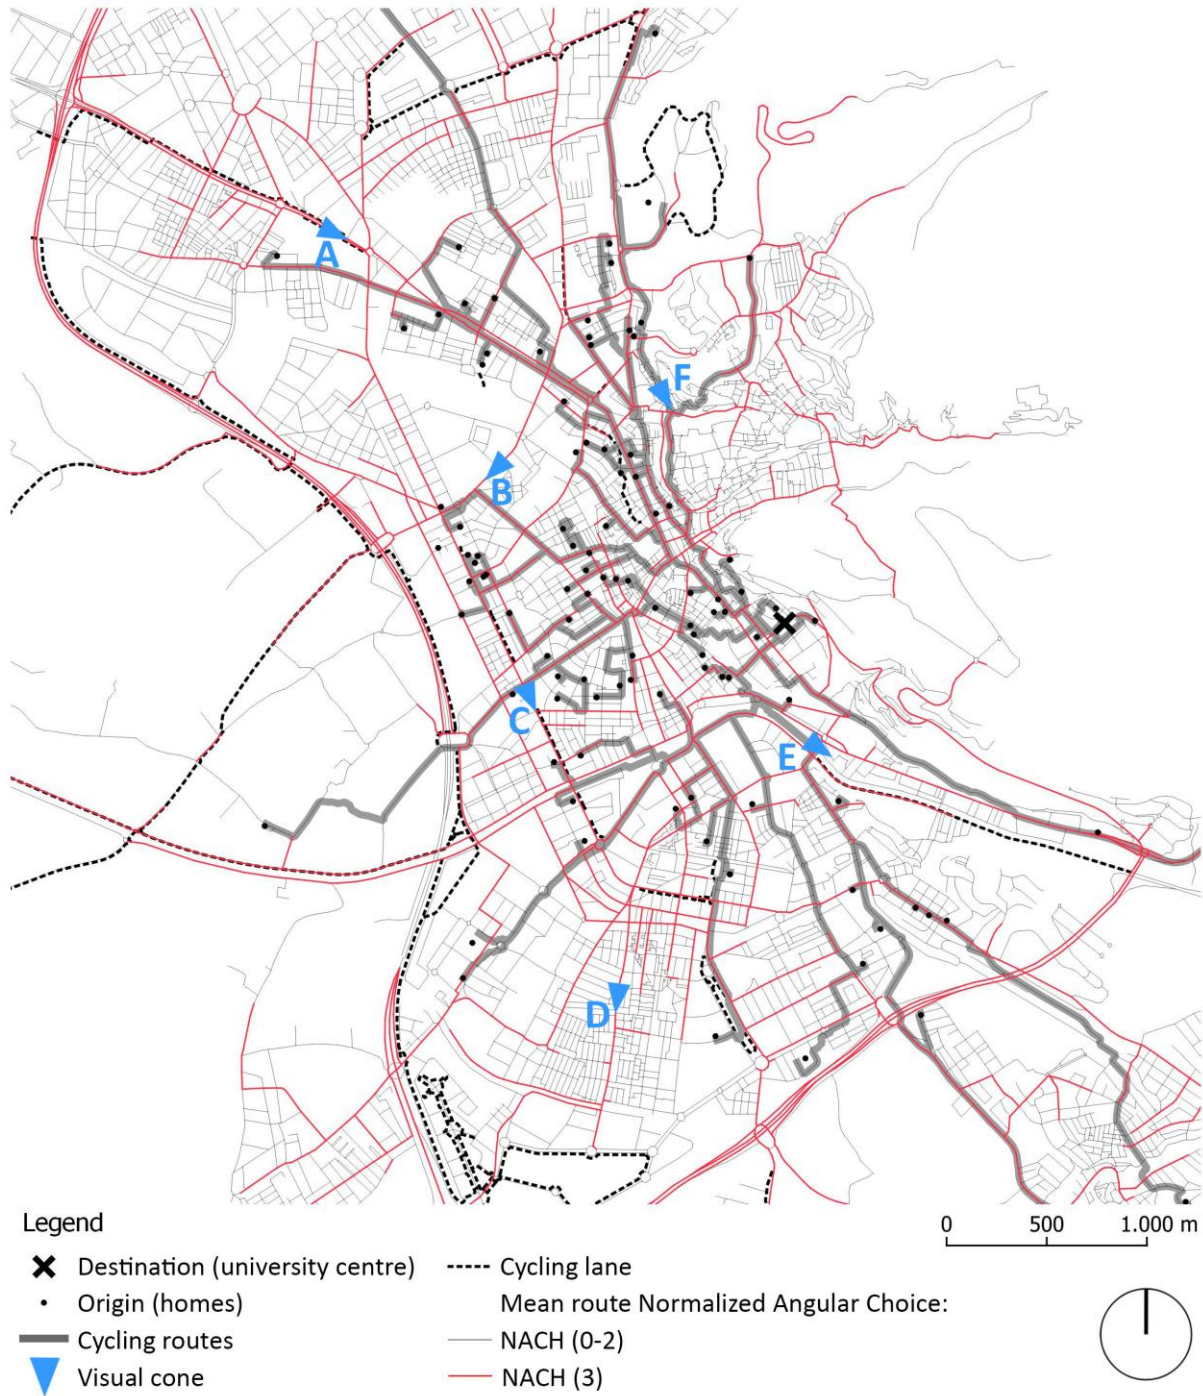 A
F
B
C
E
D
Legend
0 500 1.000 m
Destination (university centre)
Cycling lane
Origin (homes)
Mean route Normalized Angular Choice:
Cycling routes
NACH (0-2)
Visual cone
NACH (3)